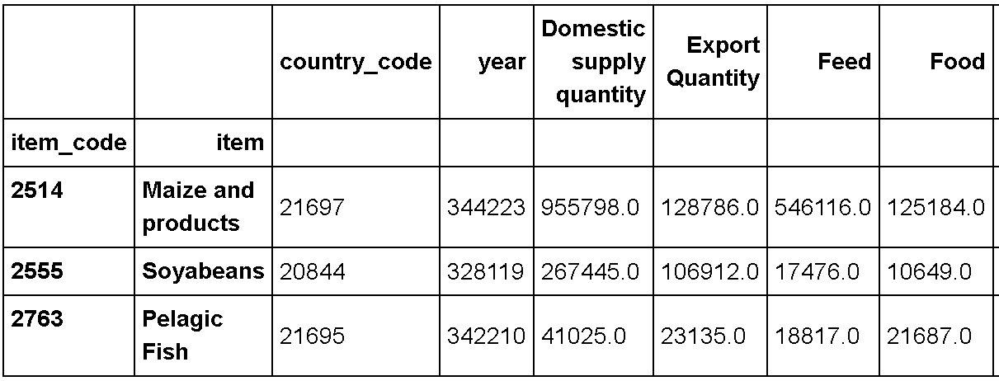 country_code year Domestic supply quantity Export Quantity Feed Food
item_code item
2514 Maize and products 21697 344223 955798.0 128786.0 546116.0 125184.0
2555 Soyabeans 20844 328119 267445.0 106912.0 17476.0 10649.0
2763 Pelagic Fish 21695 342210 41025.0 23135.0 18817.0 21687.0